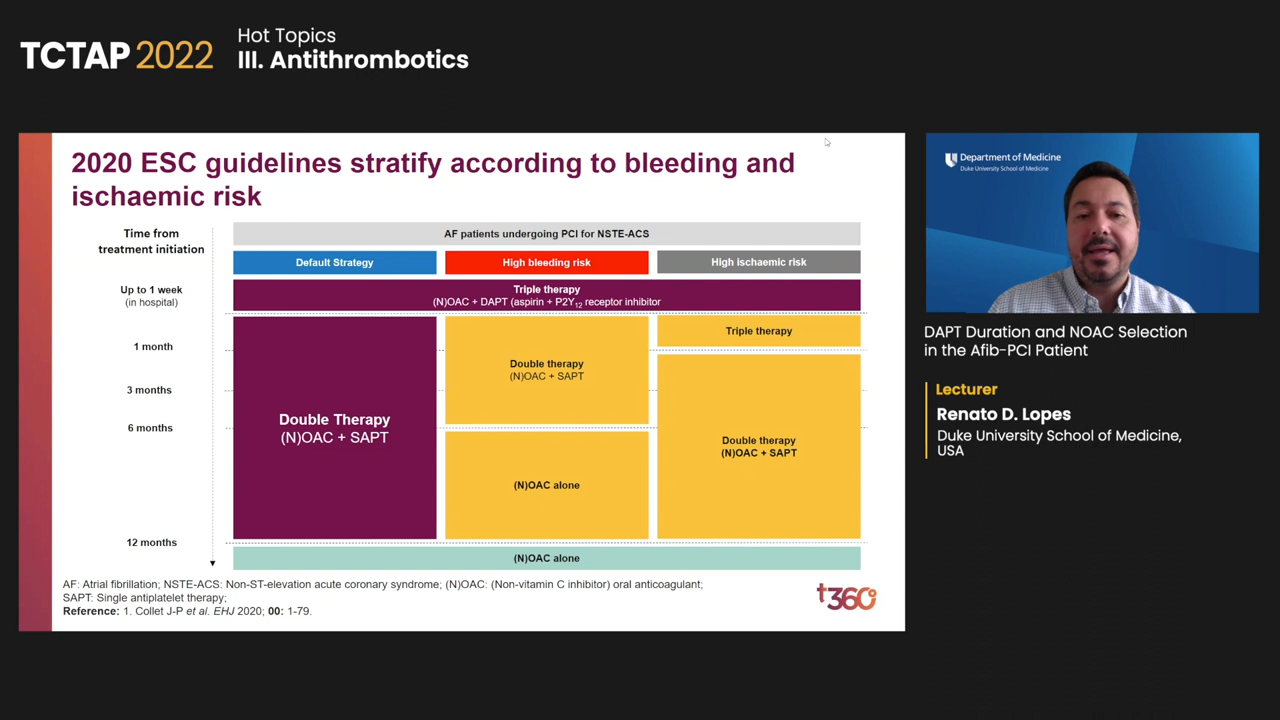 TCTAP 2022
Hot Topics
III. Antithrombotics
2020 ESC guidelines stratify according to bleeding and
ischaemic risk
Time from
treatment initiation
AF patients undergoing PCI for NSTE-ACS
Default Strategy
High bleeding risk
High ischaemic risk
Up to 1 week
(in hospital)
Triple therapy
(N)OAC + DAPT (aspirin + P2Y12 receptor inhibitor
1 month
3 months
6 months
12 months
Double Therapy
(N)OAC + SAPT
Double therapy
(N)OAC + SAPT
(N)OAC alone
Triple therapy
Double therapy
(N)OAC + SAPT
(N)OAC alone
AF: Atrial fibrillation; NSTE-ACS: Non-ST-elevation acute coronary syndrome; (N)OAC: (Non-vitamin C inhibitor) oral anticoagulant;
SAPT: Single antiplatelet therapy;
Reference: 1. Collet J-P et al. EHJ 2020; 00: 1-79.
t360°
Department of Medicine
Duke University School of Medicine
DAPT Duration and NOAC Selection
in the Afib-PCI Patient
Lecturer
Renato D. Lopes
Duke University School of Medicine,
USA